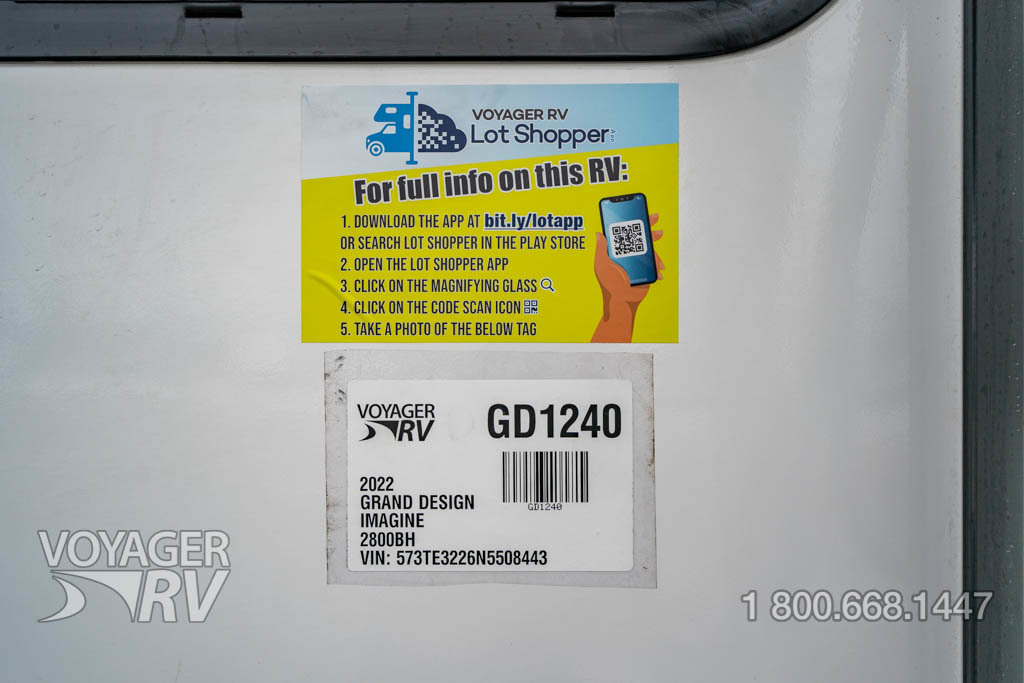 VOYAGER RV
Lot Shopper
For full info on this RV:
1. DOWNLOAD THE APP AT bit.ly/lotapp
OR SEARCH LOT SHOPPER IN THE PLAY STORE
2. OPEN THE LOT SHOPPER APP
3. CLICK ON THE MAGNIFYING GLASS
4. CLICK ON THE CODE SCAN ICON
5. TAKE A PHOTO OF THE BELOW TAG
VOYAGER
RV
GD1240
GD1240
2022
GRAND DESIGN
IMAGINE
2800BH
VIN: 573TE3226N5508443
VOYAGER
RV
1 800.668.1447